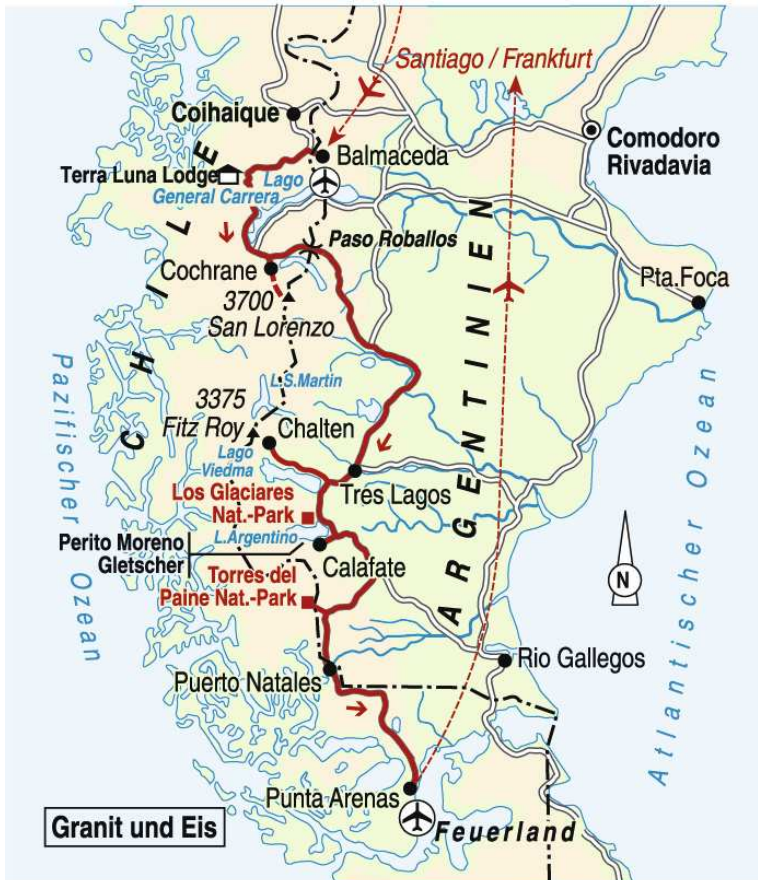 Santiago / Frankfurt
Coihaique
Comodoro
Rivadavia
Balmaceda
Terra Luna Lodge
Lago
General Carrera
CHILE
Paso Roballos
Cochrane
Pta.Foca
3700
San Lorenzo
ARGENTINIEN
Pazifischer Ozean
L.S.Martin
3375
Fitz Roy
Chalten
Lago
Viedma
Atlantischer Ozean
Tres Lagos
Los Glaciares
Nat.-Park
L.Argentino
Perito Moreno
Gletscher
Calafate
Torres del
Paine Nat.-Park
N
Rio Gallegos
Puerto Natales
Punta Arenas
Feuerland
Granit und Eis